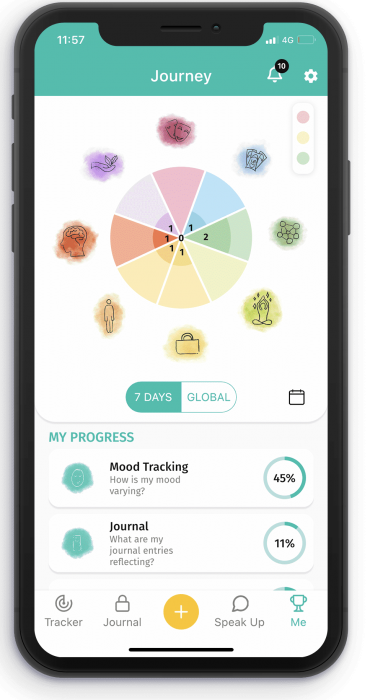 11:57
4G
Journey
10
1
1
1
0
2
1
1
7 DAYS
GLOBAL
MY PROGRESS
Mood Tracking
How is my mood
varying?
45%
Journal
What are my
journal entries
reflecting?
11%
Tracker
Journal
+
Speak Up
Me